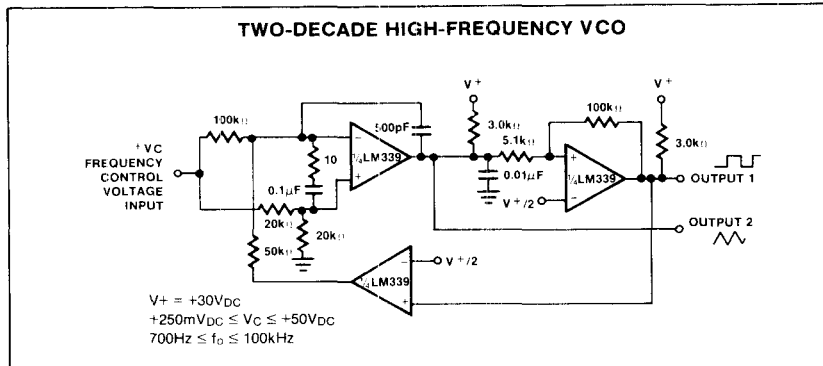 TWO-DECADE HIGH-FREQUENCY VCO
+VC
FREQUENCY
CONTROL
VOLTAGE
INPUT
100kΩ
10
0.1μF
20kΩ
20kΩ
50kΩ
500pF
-
+
¼LM339
V+
3.0kΩ
5.1kΩ
0.01μF
100kΩ
+
-
¼LM339
V+/2
V+
3.0kΩ
OUTPUT 1
OUTPUT 2
-
+
¼LM339
V+/2
V+ = +30VDC
+250mVDC ≤ VC ≤ +50VDC
700Hz ≤ fo ≤ 100kHz